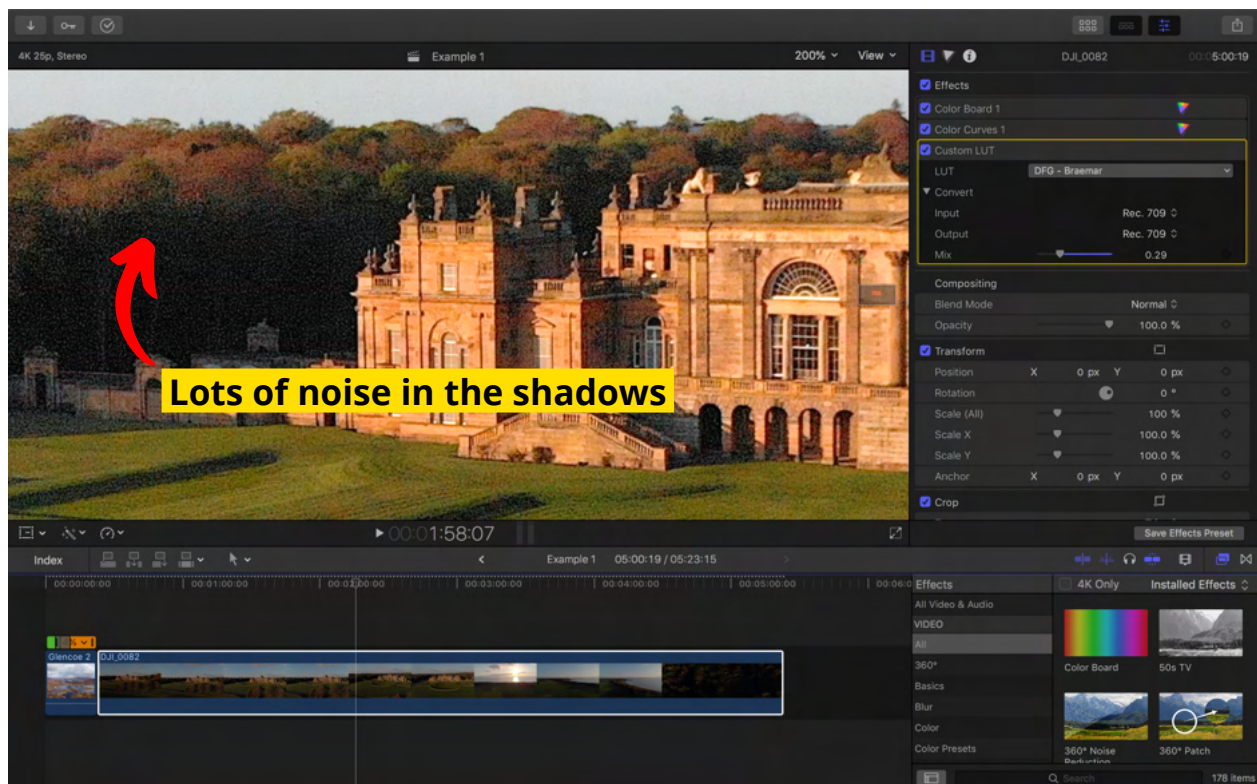 4K 25p, Stereo
Example 1
200%
View
Lots of noise in the shadows
00:00:01:58:07
DJI_0082
00:05:00:19
Effects
Color Board 1
Color Curves 1
Custom LUT
LUT
DFG - Braemar
Convert
Input
Rec. 709
Output
Rec. 709
Mix
0.29
Compositing
Blend Mode
Normal
Opacity
100.0 %
Transform
Position
X
0 px
Y
0 px
Rotation
0 °
Scale (All)
100 %
Scale X
100.0 %
Scale Y
100.0 %
Anchor
X
0 px
Y
0 px
Crop
Save Effects Preset
Index
Example 1
05:00:19 / 05:23:15
00:00:00:00
00:01:00:00
00:02:00:00
00:03:00:00
00:04:00:00
00:05:00:00
00:06:0
Glencoe 2
DJI_0082
Effects
4K Only
Installed Effects
All Video & Audio
VIDEO
All
360°
Basics
Blur
Color
Color Presets
Color Board
50s TV
360° Noise
Reduction
360° Patch
Search
178 items